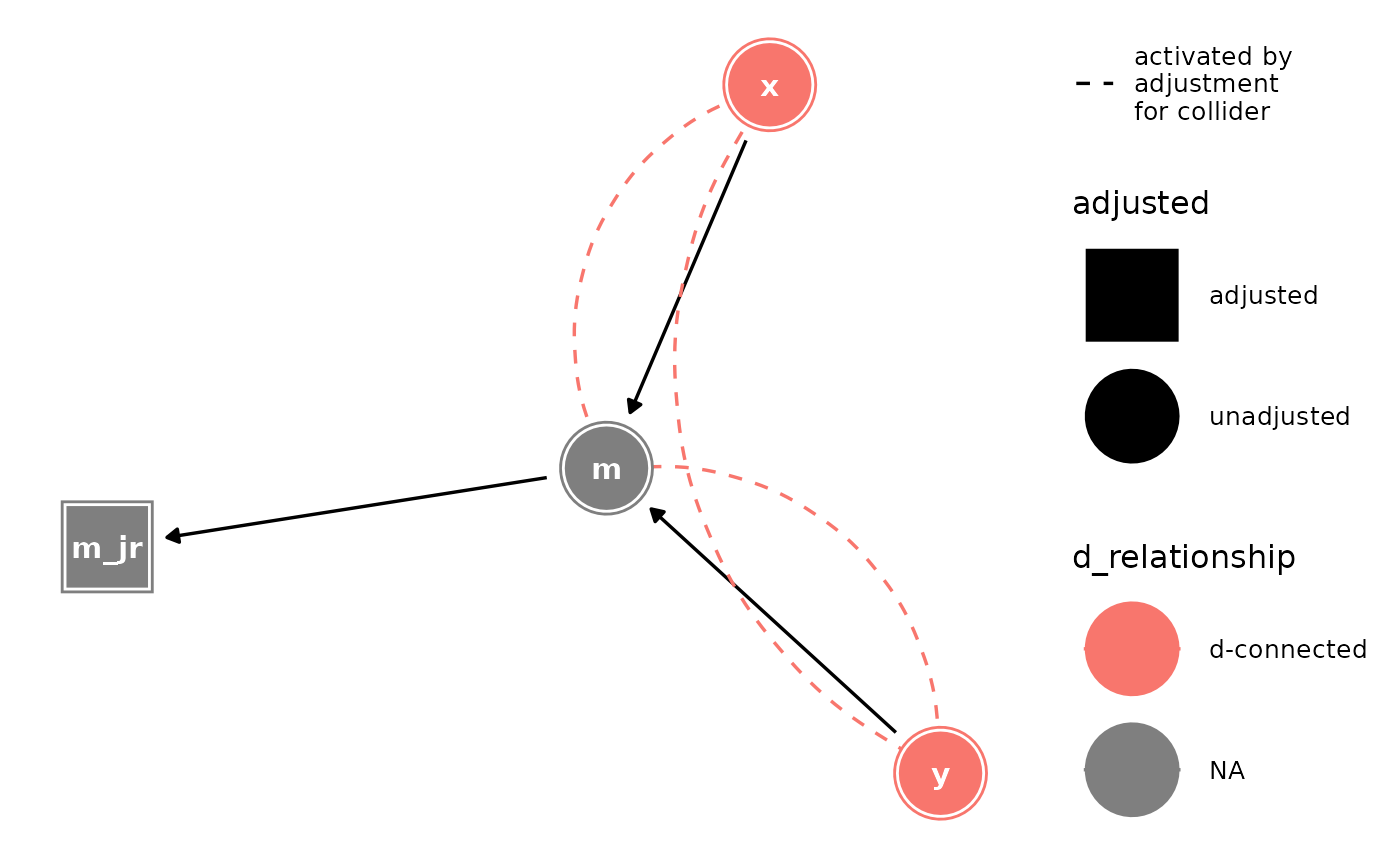 x
m
m_jr
y
activated by
adjustment
for collider
adjusted
adjusted
unadjusted
d_relationship
d-connected
NA